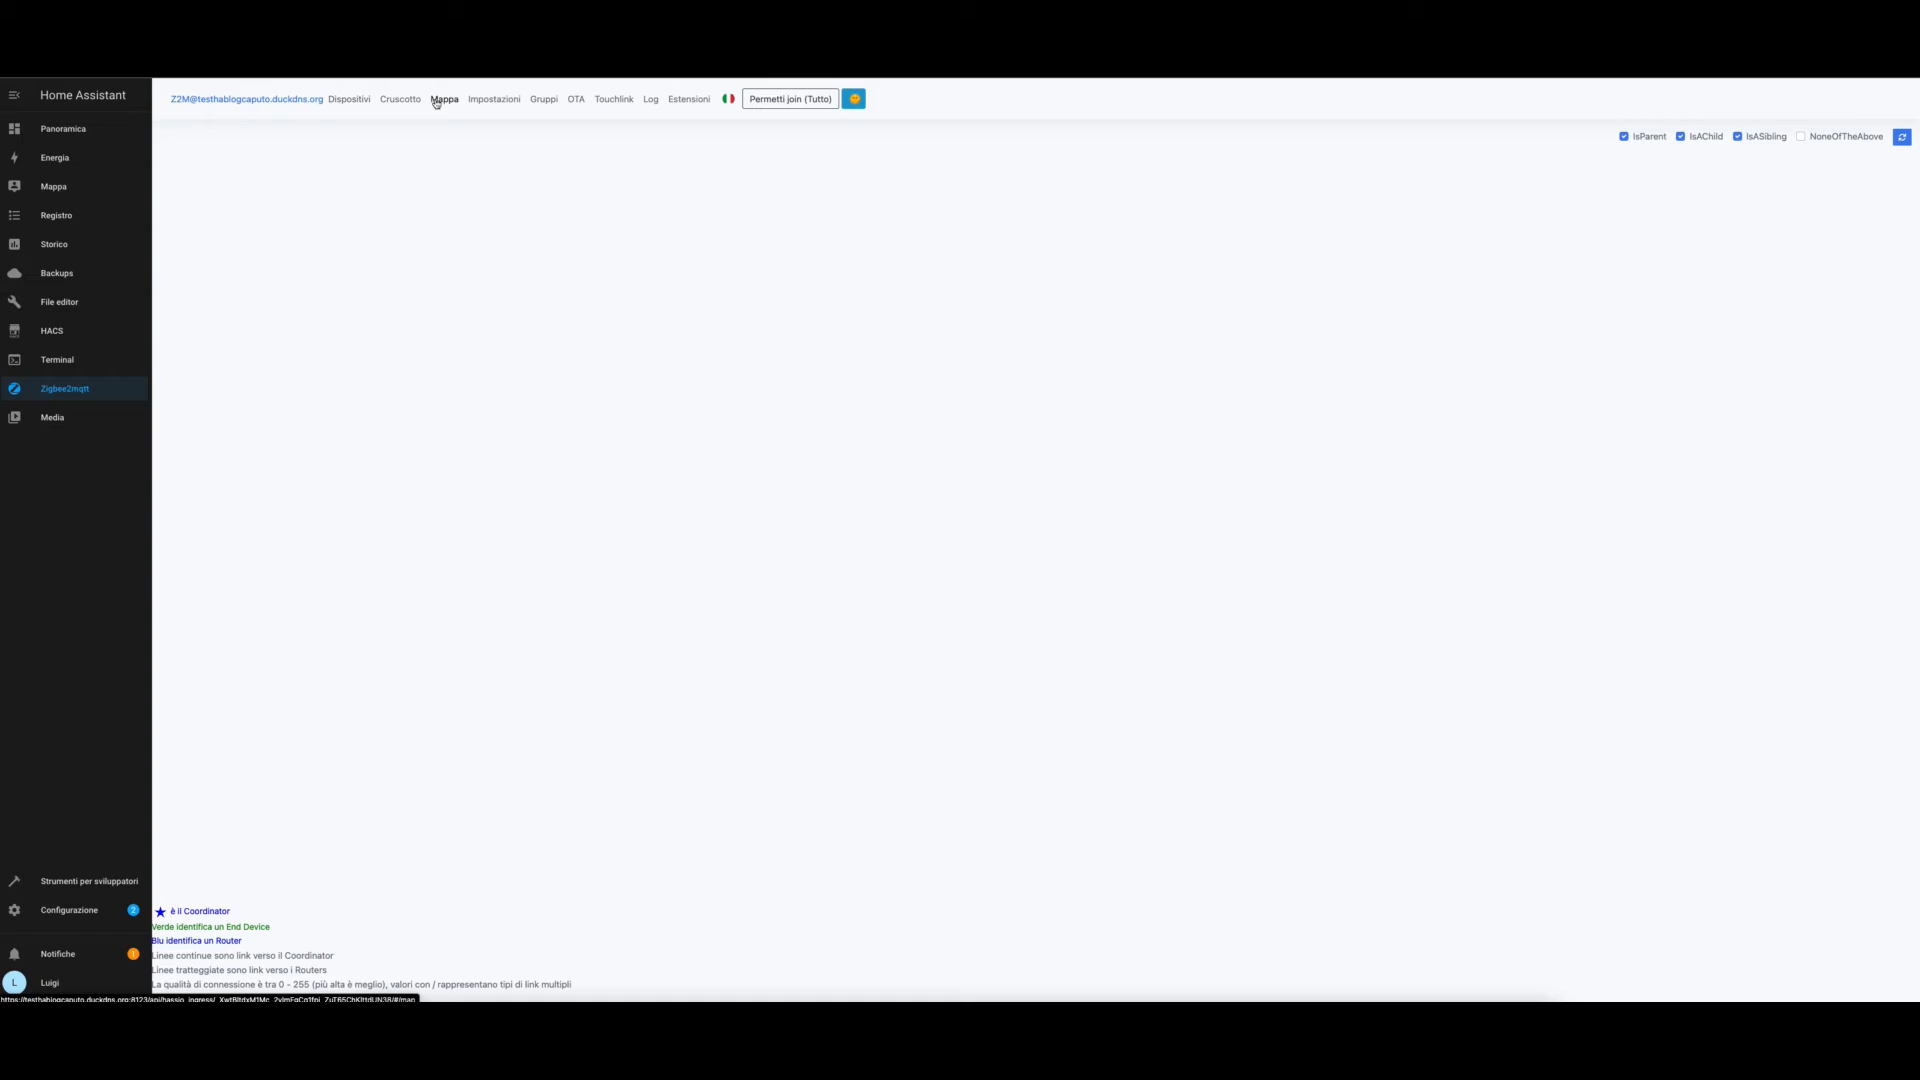 Home Assistant
Panoramica
Energia
Mappa
Registro
Storico
Backups
File editor
HACS
Terminal
Zigbee2mqtt
Media
Strumenti per sviluppatori
Configurazione 2
Notifiche 1
L Luigi
Z2M@testhablogcaputo.duckdns.org Dispositivi Cruscotto Mappa Impostazioni Gruppi OTA Touchlink Log Estensioni Permetti join (Tutto)
IsParent IsAChild IsASibling NoneOfTheAbove
è il Coordinator
Verde identifica un End Device
Blu identifica un Router
Linee continue sono link verso il Coordinator
Linee tratteggiate sono link verso i Routers
La qualità di connessione è tra 0 - 255 (più alta è meglio), valori con / rappresentano tipi di link multipli